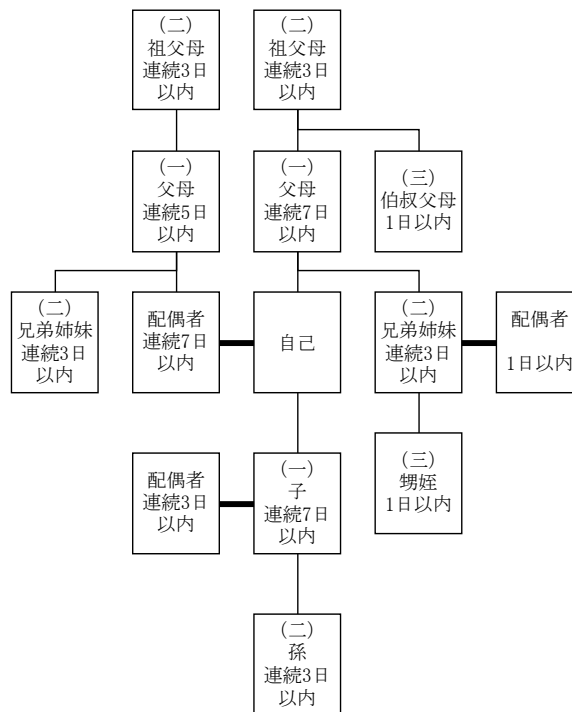 (二)
祖父母
連続3日
以内
(二)
祖父母
連続3日
以内
(一)
父母
連続5日
以内
(一)
父母
連続7日
以内
(三)
伯叔父母
1日以内
(二)
兄弟姉妹
連続3日
以内
配偶者
連続7日
以内
自己
(二)
兄弟姉妹
連続3日
以内
配偶者
1日以内
配偶者
連続3日
以内
(一)
子
連続7日
以内
(三)
甥姪
1日以内
(二)
孫
連続3日
以内